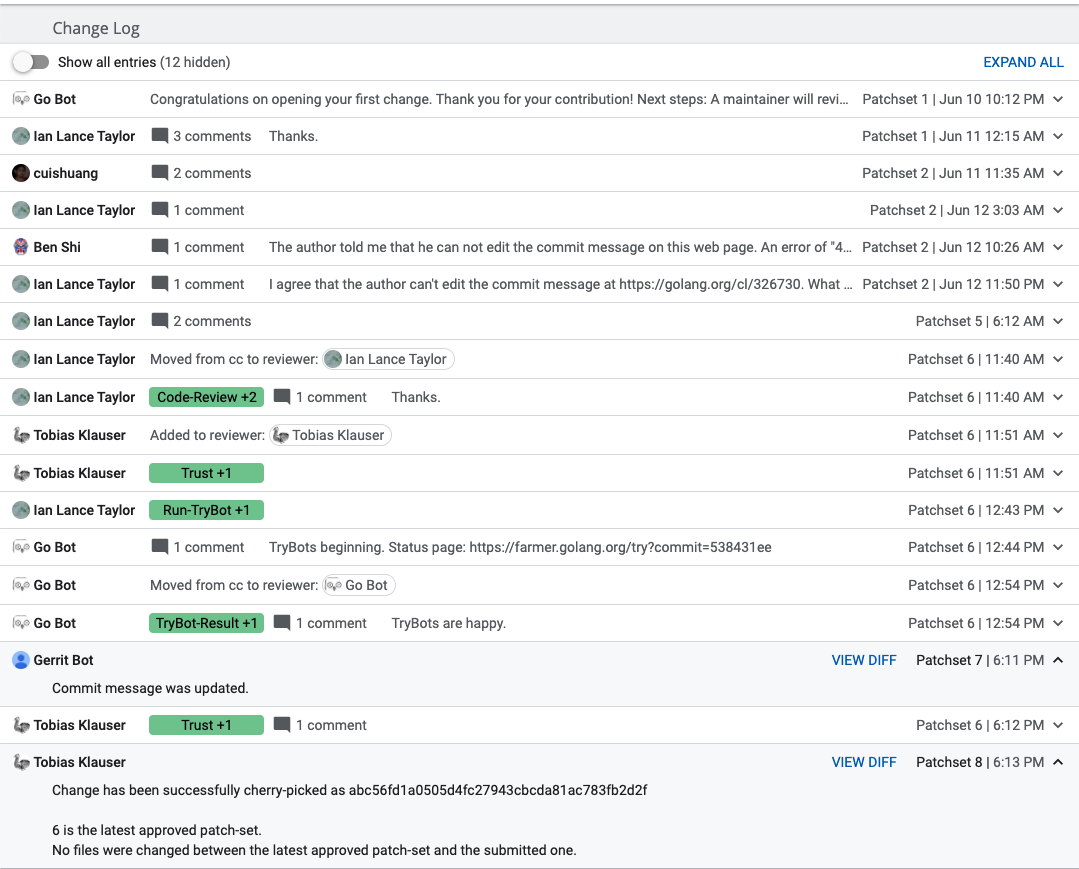 Change Log
Show all entries (12 hidden) EXPAND ALL
Go Bot Congratulations on opening your first change. Thank you for your contribution! Next steps: A maintainer will revi… Patchset 1 | Jun 10 10:12 PM
Ian Lance Taylor 3 comments Thanks. Patchset 1 | Jun 11 12:15 AM
cuishuang 2 comments Patchset 2 | Jun 11 11:35 AM
Ian Lance Taylor 1 comment Patchset 2 | Jun 12 3:03 AM
Ben Shi 1 comment The author told me that he can not edit the commit message on this web page. An error of "4… Patchset 2 | Jun 12 10:26 AM
Ian Lance Taylor 1 comment I agree that the author can't edit the commit message at https://golang.org/cl/326730. What … Patchset 2 | Jun 12 11:50 PM
Ian Lance Taylor 2 comments Patchset 5 | 6:12 AM
Ian Lance Taylor Moved from cc to reviewer: Ian Lance Taylor Patchset 6 | 11:40 AM
Ian Lance Taylor Code-Review +2 1 comment Thanks. Patchset 6 | 11:40 AM
Tobias Klauser Added to reviewer: Tobias Klauser Patchset 6 | 11:51 AM
Tobias Klauser Trust +1 Patchset 6 | 11:51 AM
Ian Lance Taylor Run-TryBot +1 Patchset 6 | 12:43 PM
Go Bot 1 comment TryBots beginning. Status page: https://farmer.golang.org/try?commit=538431ee Patchset 6 | 12:44 PM
Go Bot Moved from cc to reviewer: Go Bot Patchset 6 | 12:54 PM
Go Bot TryBot-Result +1 1 comment TryBots are happy. Patchset 6 | 12:54 PM
Gerrit Bot VIEW DIFF Patchset 7 | 6:11 PM
Commit message was updated.
Tobias Klauser Trust +1 1 comment Patchset 6 | 6:12 PM
Tobias Klauser VIEW DIFF Patchset 8 | 6:13 PM
Change has been successfully cherry-picked as abc56fd1a0505d4fc27943cbcda81ac783fb2d2f
6 is the latest approved patch-set.
No files were changed between the latest approved patch-set and the submitted one.